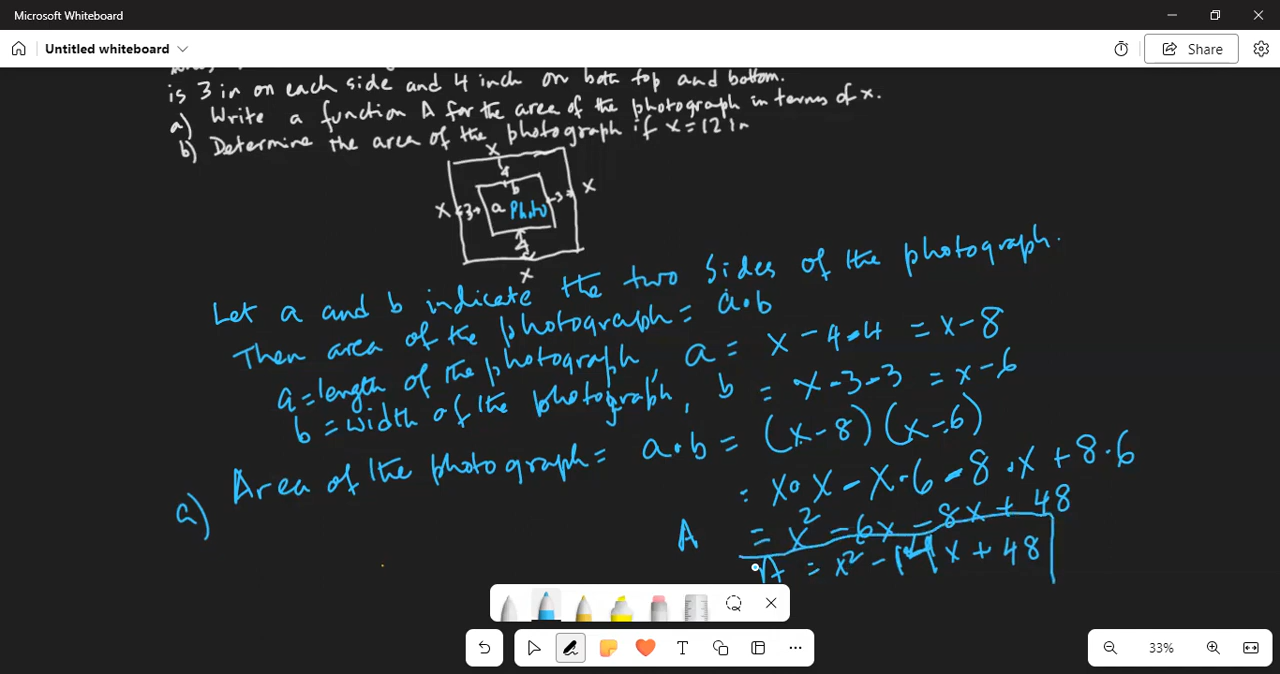 Microsoft Whiteboard
Untitled whiteboard
Share
is 3 in on each side and 4 inch on both top and bottom.
a) Write a function A for the area of the photograph in terms of x.
b) Determine the area of the photograph if x = 12 in
x
4
b
x
x
3
a
Photo
3
4
x
Let a and b indicate the two sides of the photograph.
Then area of the photograph = a.b
a = length of the photograph, a = x - 4 - 4 = x - 8
b = width of the photograph, b = x - 3 - 3 = x - 6
Area of the photograph = a.b = (x - 8)(x - 6)
a)
= x.x - x.6 - 8.x + 8.6
A = x² - 6x - 8x + 48
A = x² - 14x + 48
33%